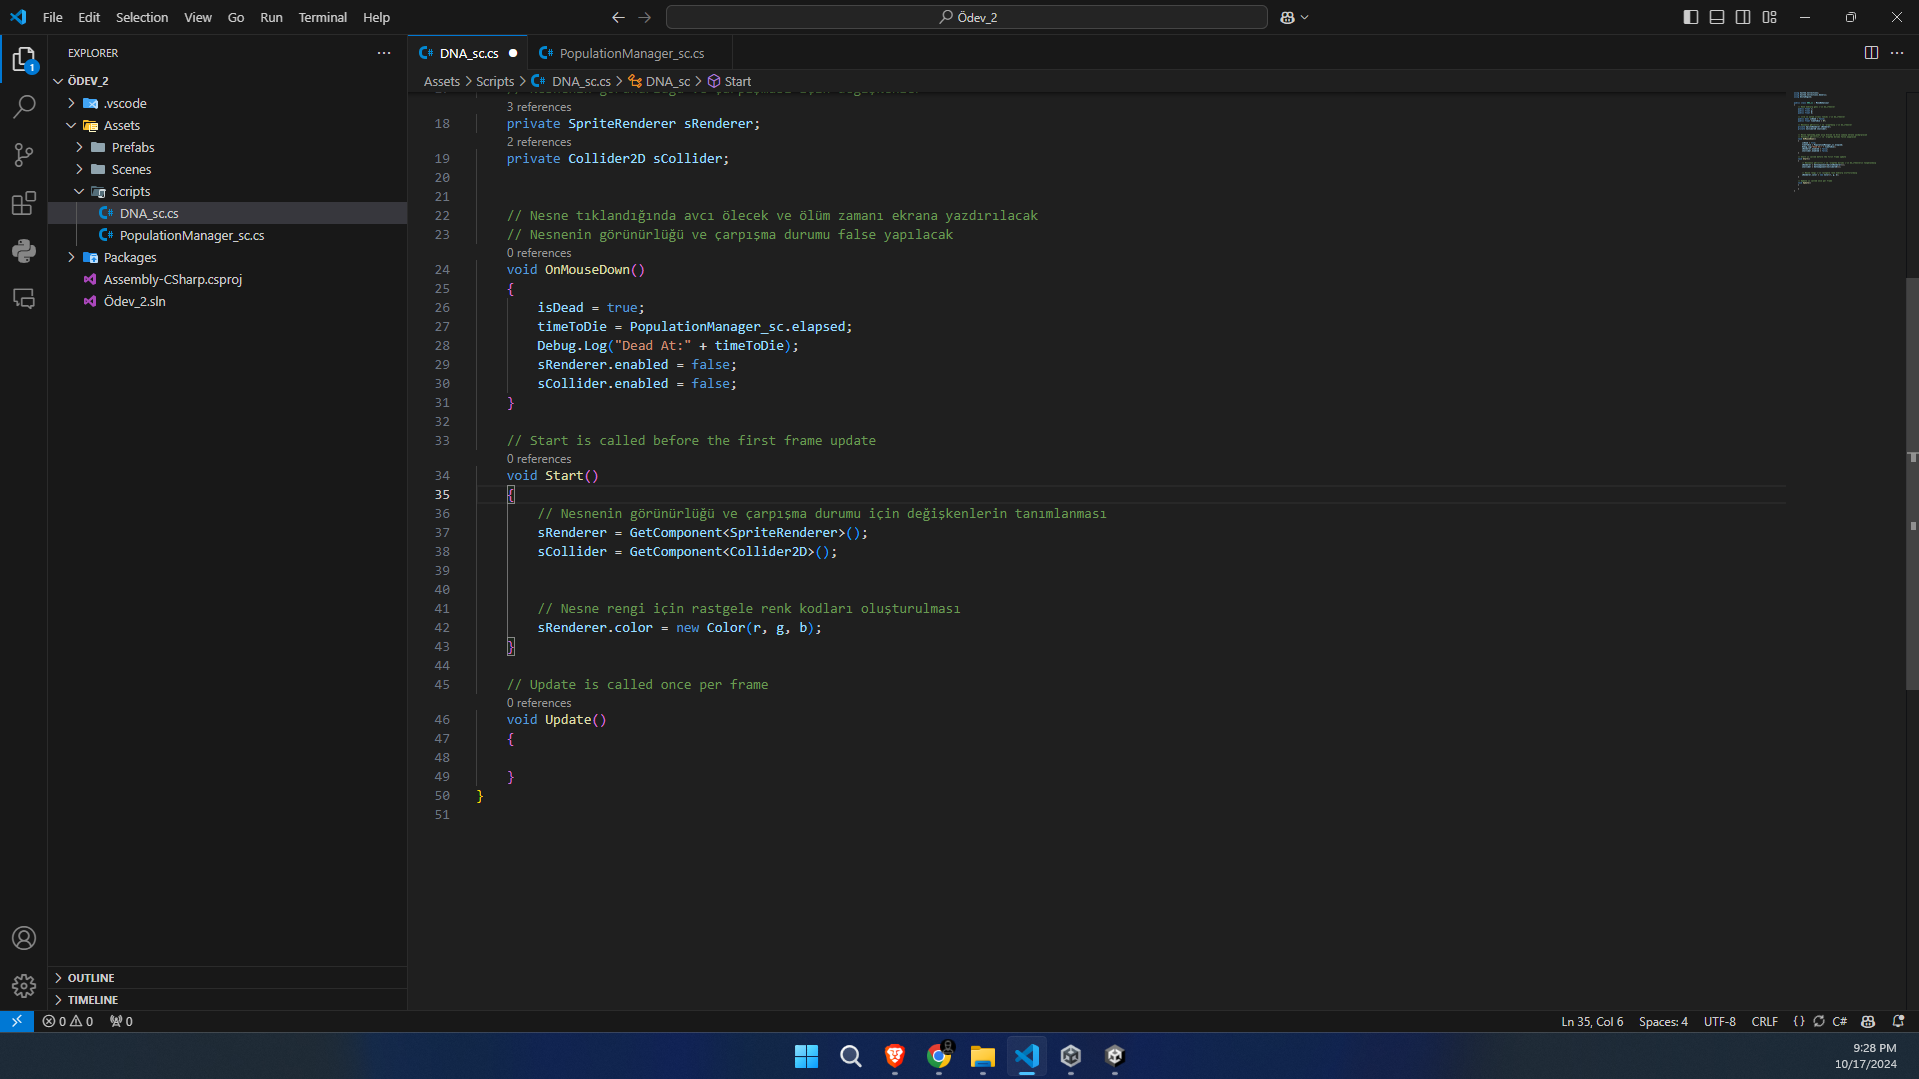 File Edit Selection View Go Run Terminal Help
Ödev_2
EXPLORER
ÖDEV_2
.vscode
Assets
Prefabs
Scenes
Scripts
DNA_sc.cs
PopulationManager_sc.cs
Packages
Assembly-CSharp.csproj
Ödev_2.sln
OUTLINE
TIMELINE
1
DNA_sc.cs
PopulationManager_sc.cs
Assets > Scripts > DNA_sc.cs > DNA_sc > Start
3 references
18 private SpriteRenderer sRenderer;
2 references
19 private Collider2D sCollider;
20
21
22 // Nesne tıklandığında avcı ölecek ve ölüm zamanı ekrana yazdırılacak
23 // Nesnenin görünürlüğü ve çarpışma durumu false yapılacak
0 references
24 void OnMouseDown()
25 {
26 isDead = true;
27 timeToDie = PopulationManager_sc.elapsed;
28 Debug.Log("Dead At:" + timeToDie);
29 sRenderer.enabled = false;
30 sCollider.enabled = false;
31 }
32
33 // Start is called before the first frame update
0 references
34 void Start()
35 {
36 // Nesnenin görünürlüğü ve çarpışma durumu için değişkenlerin tanımlanması
37 sRenderer = GetComponent<SpriteRenderer>();
38 sCollider = GetComponent<Collider2D>();
39
40
41 // Nesne rengi için rastgele renk kodları oluşturulması
42 sRenderer.color = new Color(r, g, b);
43 }
44
45 // Update is called once per frame
0 references
46 void Update()
47 {
48
49 }
50 }
51
0 0 0
Ln 35, Col 6 Spaces: 4 UTF-8 CRLF {} C#
9:28 PM
10/17/2024